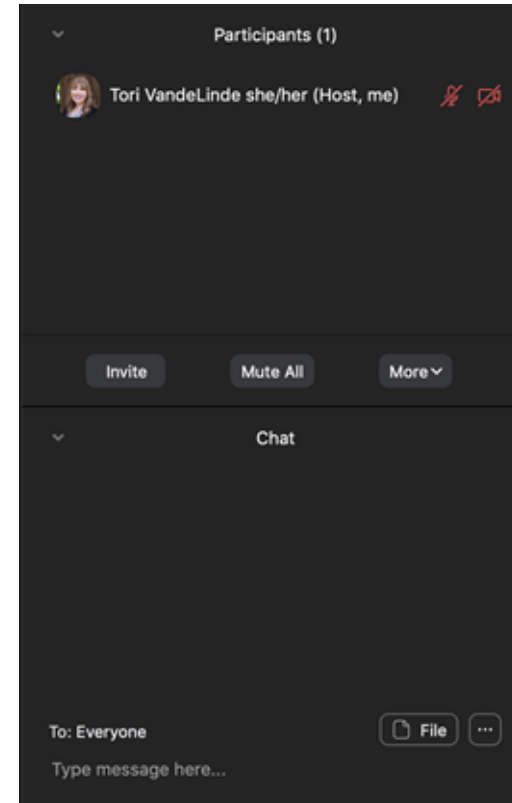 Participants (1)
Tori VandeLinde she/her (Host, me)
Invite Mute All More
Chat
To: Everyone File ...
Type message here...